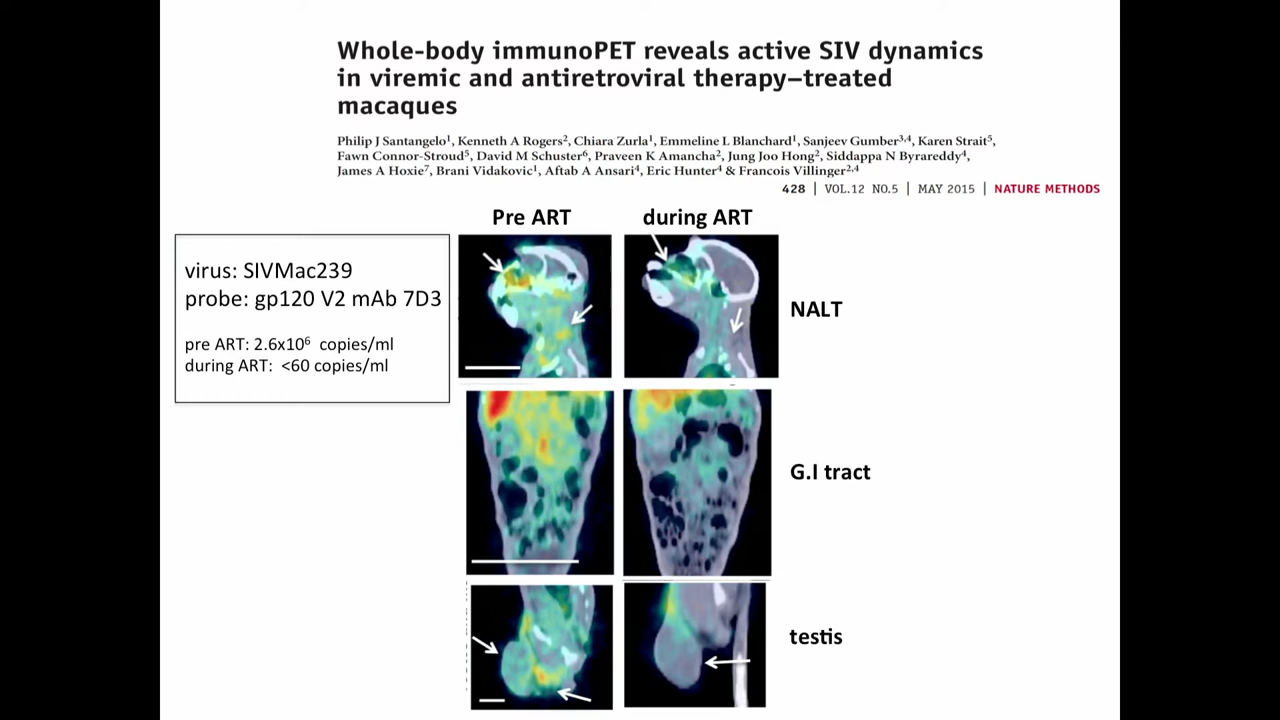 Whole-body immunoPET reveals active SIV dynamics
in viremic and antiretroviral therapy–treated
macaques
Philip J Santangelo1, Kenneth A Rogers2, Chiara Zurla1, Emmeline L Blanchard1, Sanjeev Gumber3,4, Karen Strait5,
Fawn Connor-Stroud5, David M Schuster6, Praveen K Amancha2, Jung Joo Hong2, Siddappa N Byrareddy4,
James A Hoxie7, Brani Vidakovic1, Aftab A Ansari4, Eric Hunter4 & Francois Villinger2,4
428 | VOL.12 NO.5 | MAY 2015 | NATURE METHODS
Pre ART during ART
virus: SIVMac239
probe: gp120 V2 mAb 7D3
pre ART: 2.6x10⁶ copies/ml
during ART: <60 copies/ml
NALT
G.I tract
testis